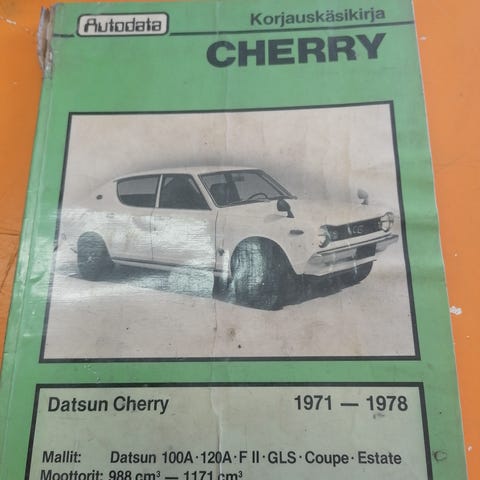 Autodata
Korjauskäsikirja
CHERRY
Datsun Cherry 1971 — 1978
Mallit: Datsun 100A·120A·F II·GLS·Coupe·Estate
Moottorit: 988 cm³ — 1171 cm³